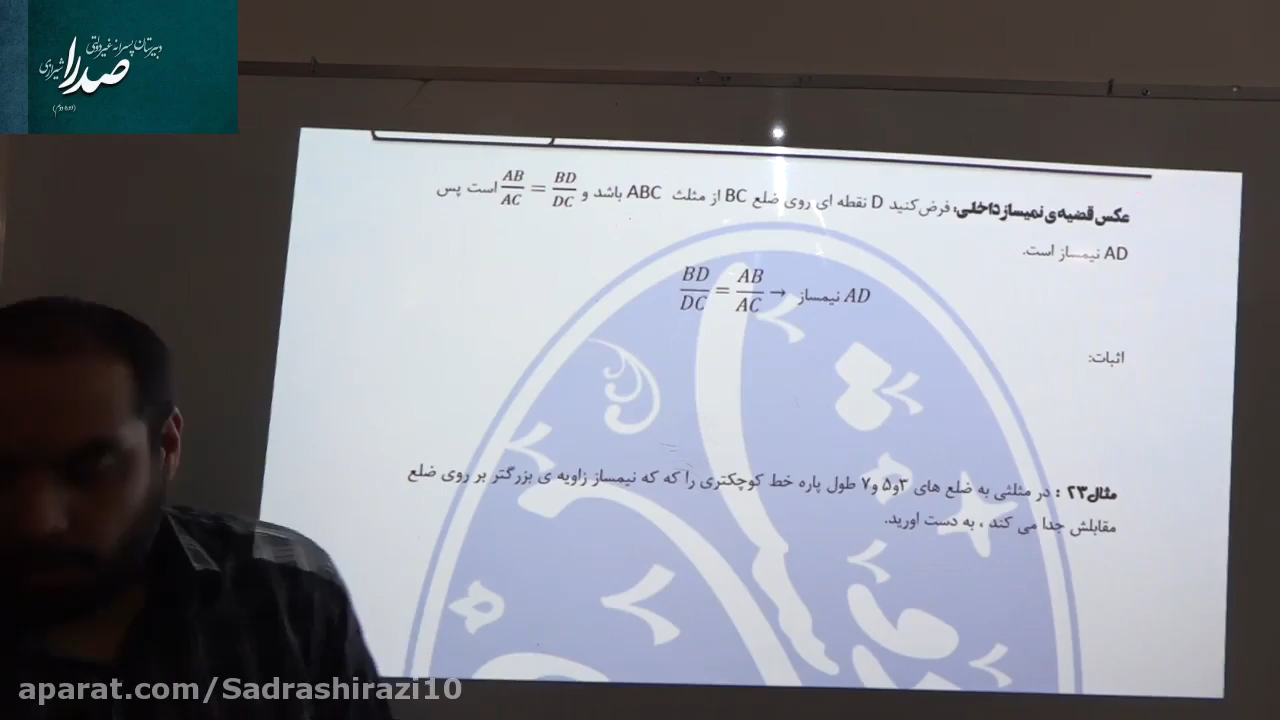 دبیرستان پسرانه غیردولتی
صدرا شیرازی
(دوره دوم)
عکس قضیه ی نمیساز داخلی: فرض کنید D نقطه ای روی ضلع BC از مثلث ABC باشد و AB/AC = BD/DC است پس
AD نیمساز است.
BD/DC = AB/AC → نیمساز AD
اثبات:
مثال۲۳ : در مثلثی به ضلع های ۳و۵ و۷ طول پاره خط کوچکتری را که که نیمساز زاویه ی بزرگتر بر روی ضلع
مقابلش جدا می کند ، به دست اورید.
aparat.com/Sadrashirazi10